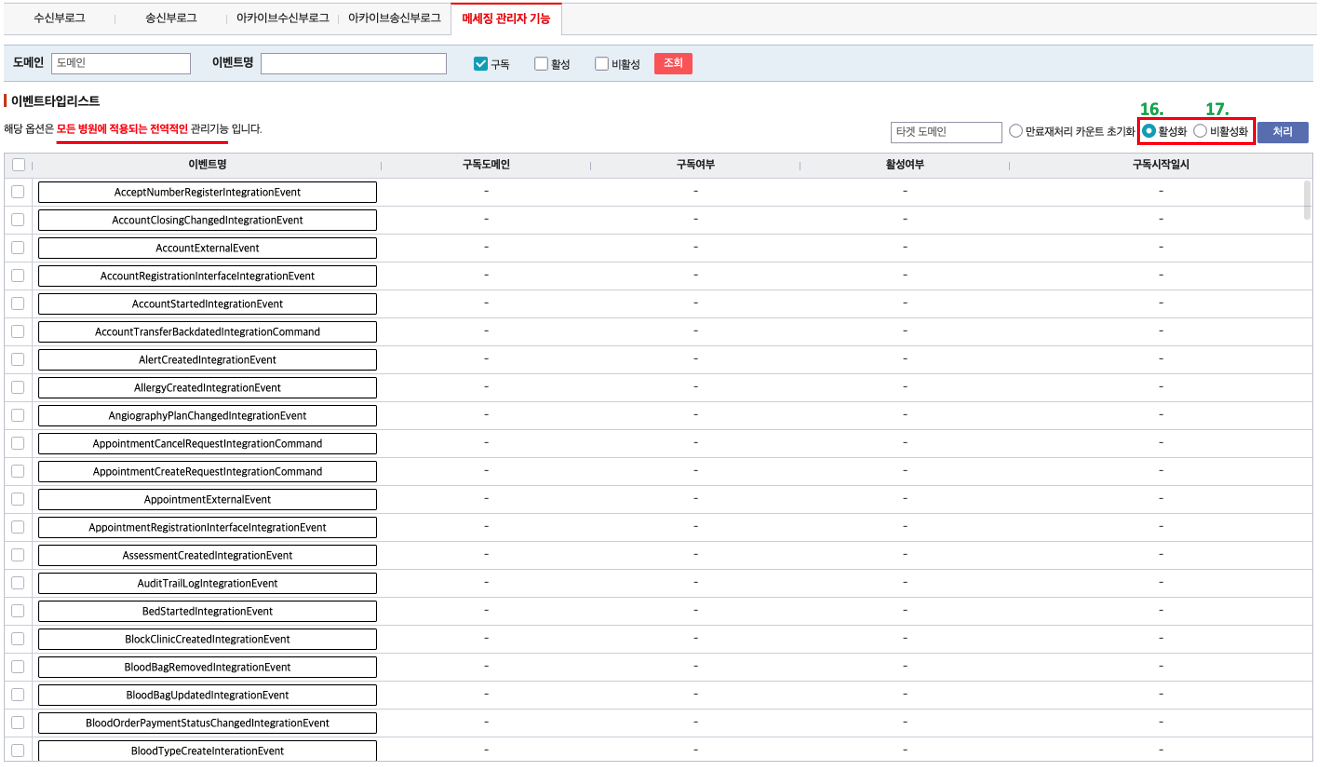 수신부로그 송신부로그 아카이브수신부로그 아카이브송신부로그 메세징 관리자 기능
도메인 도메인 이벤트명 구독 활성 비활성 조회
이벤트타입리스트
해당 옵션은 모든 병원에 적용되는 전역적인 관리기능 입니다.
16. 17.
타겟 도메인 만료재처리 카운트 초기화 활성화 비활성화 처리
이벤트명 구독도메인 구독여부 활성여부 구독시작일시
AcceptNumberRegisterIntegrationEvent - - - -
AccountClosingChangedIntegrationEvent - - - -
AccountExternalEvent - - - -
AccountRegistrationInterfaceIntegrationEvent - - - -
AccountStartedIntegrationEvent - - - -
AccountTransferBackdatedIntegrationCommand - - - -
AlertCreatedIntegrationEvent - - - -
AllergyCreatedIntegrationEvent - - - -
AngiographyPlanChangedIntegrationEvent - - - -
AppointmentCancelRequestIntegrationCommand - - - -
AppointmentCreateRequestIntegrationCommand - - - -
AppointmentExternalEvent - - - -
AppointmentRegistrationInterfaceIntegrationEvent - - - -
AssessmentCreatedIntegrationEvent - - - -
AuditTrailLogIntegrationEvent - - - -
BedStartedIntegrationEvent - - - -
BlockClinicCreatedIntegrationEvent - - - -
BloodBagRemovedIntegrationEvent - - - -
BloodBagUpdatedIntegrationEvent - - - -
BloodOrderPaymentStatusChangedIntegrationEvent - - - -
BloodTypeCreateInterationEvent - - - -